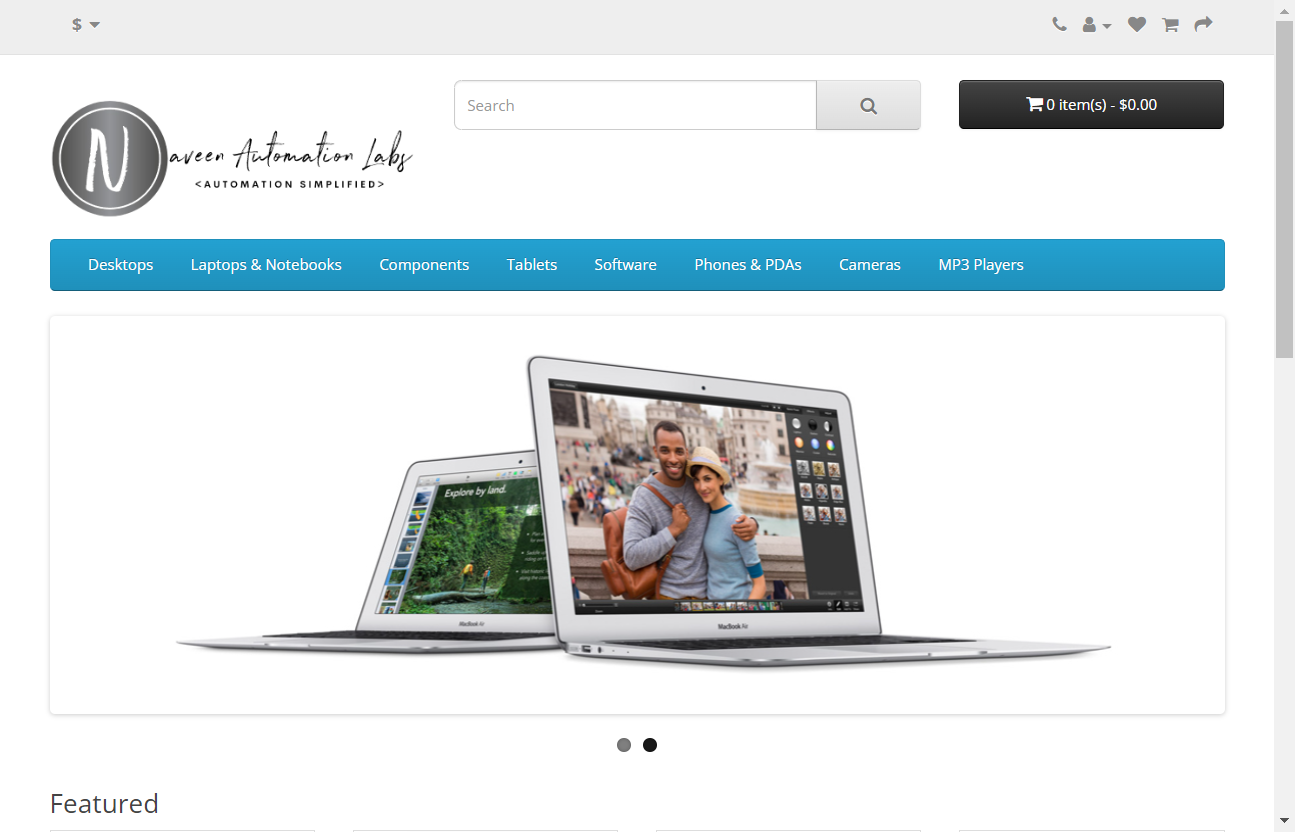 $
Search
0 item(s) - $0.00
N
aveen Automation Labs
<AUTOMATION SIMPLIFIED>
Desktops
Laptops & Notebooks
Components
Tablets
Software
Phones & PDAs
Cameras
MP3 Players
Explore by land.
MacBook Air
MacBook Air
Featured